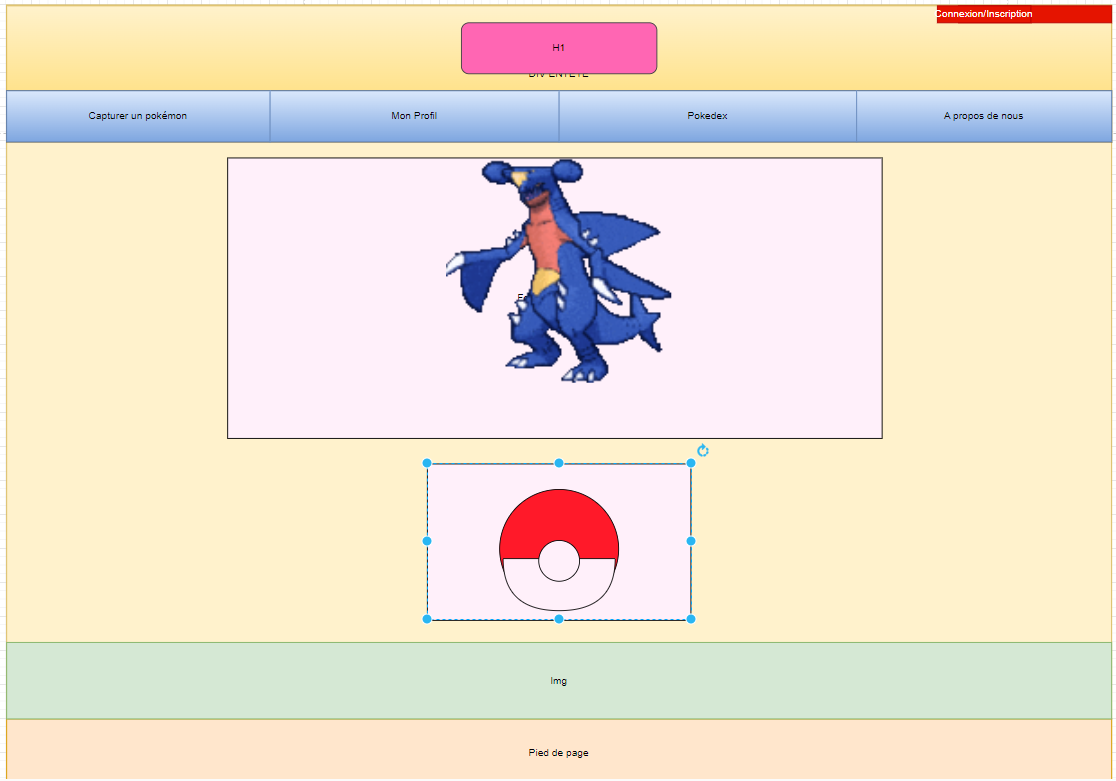 Connexion/Inscription
H1
DIV ENTETE
Capturer un pokémon
Mon Profil
Pokedex
A propos de nous
Img
Pied de page